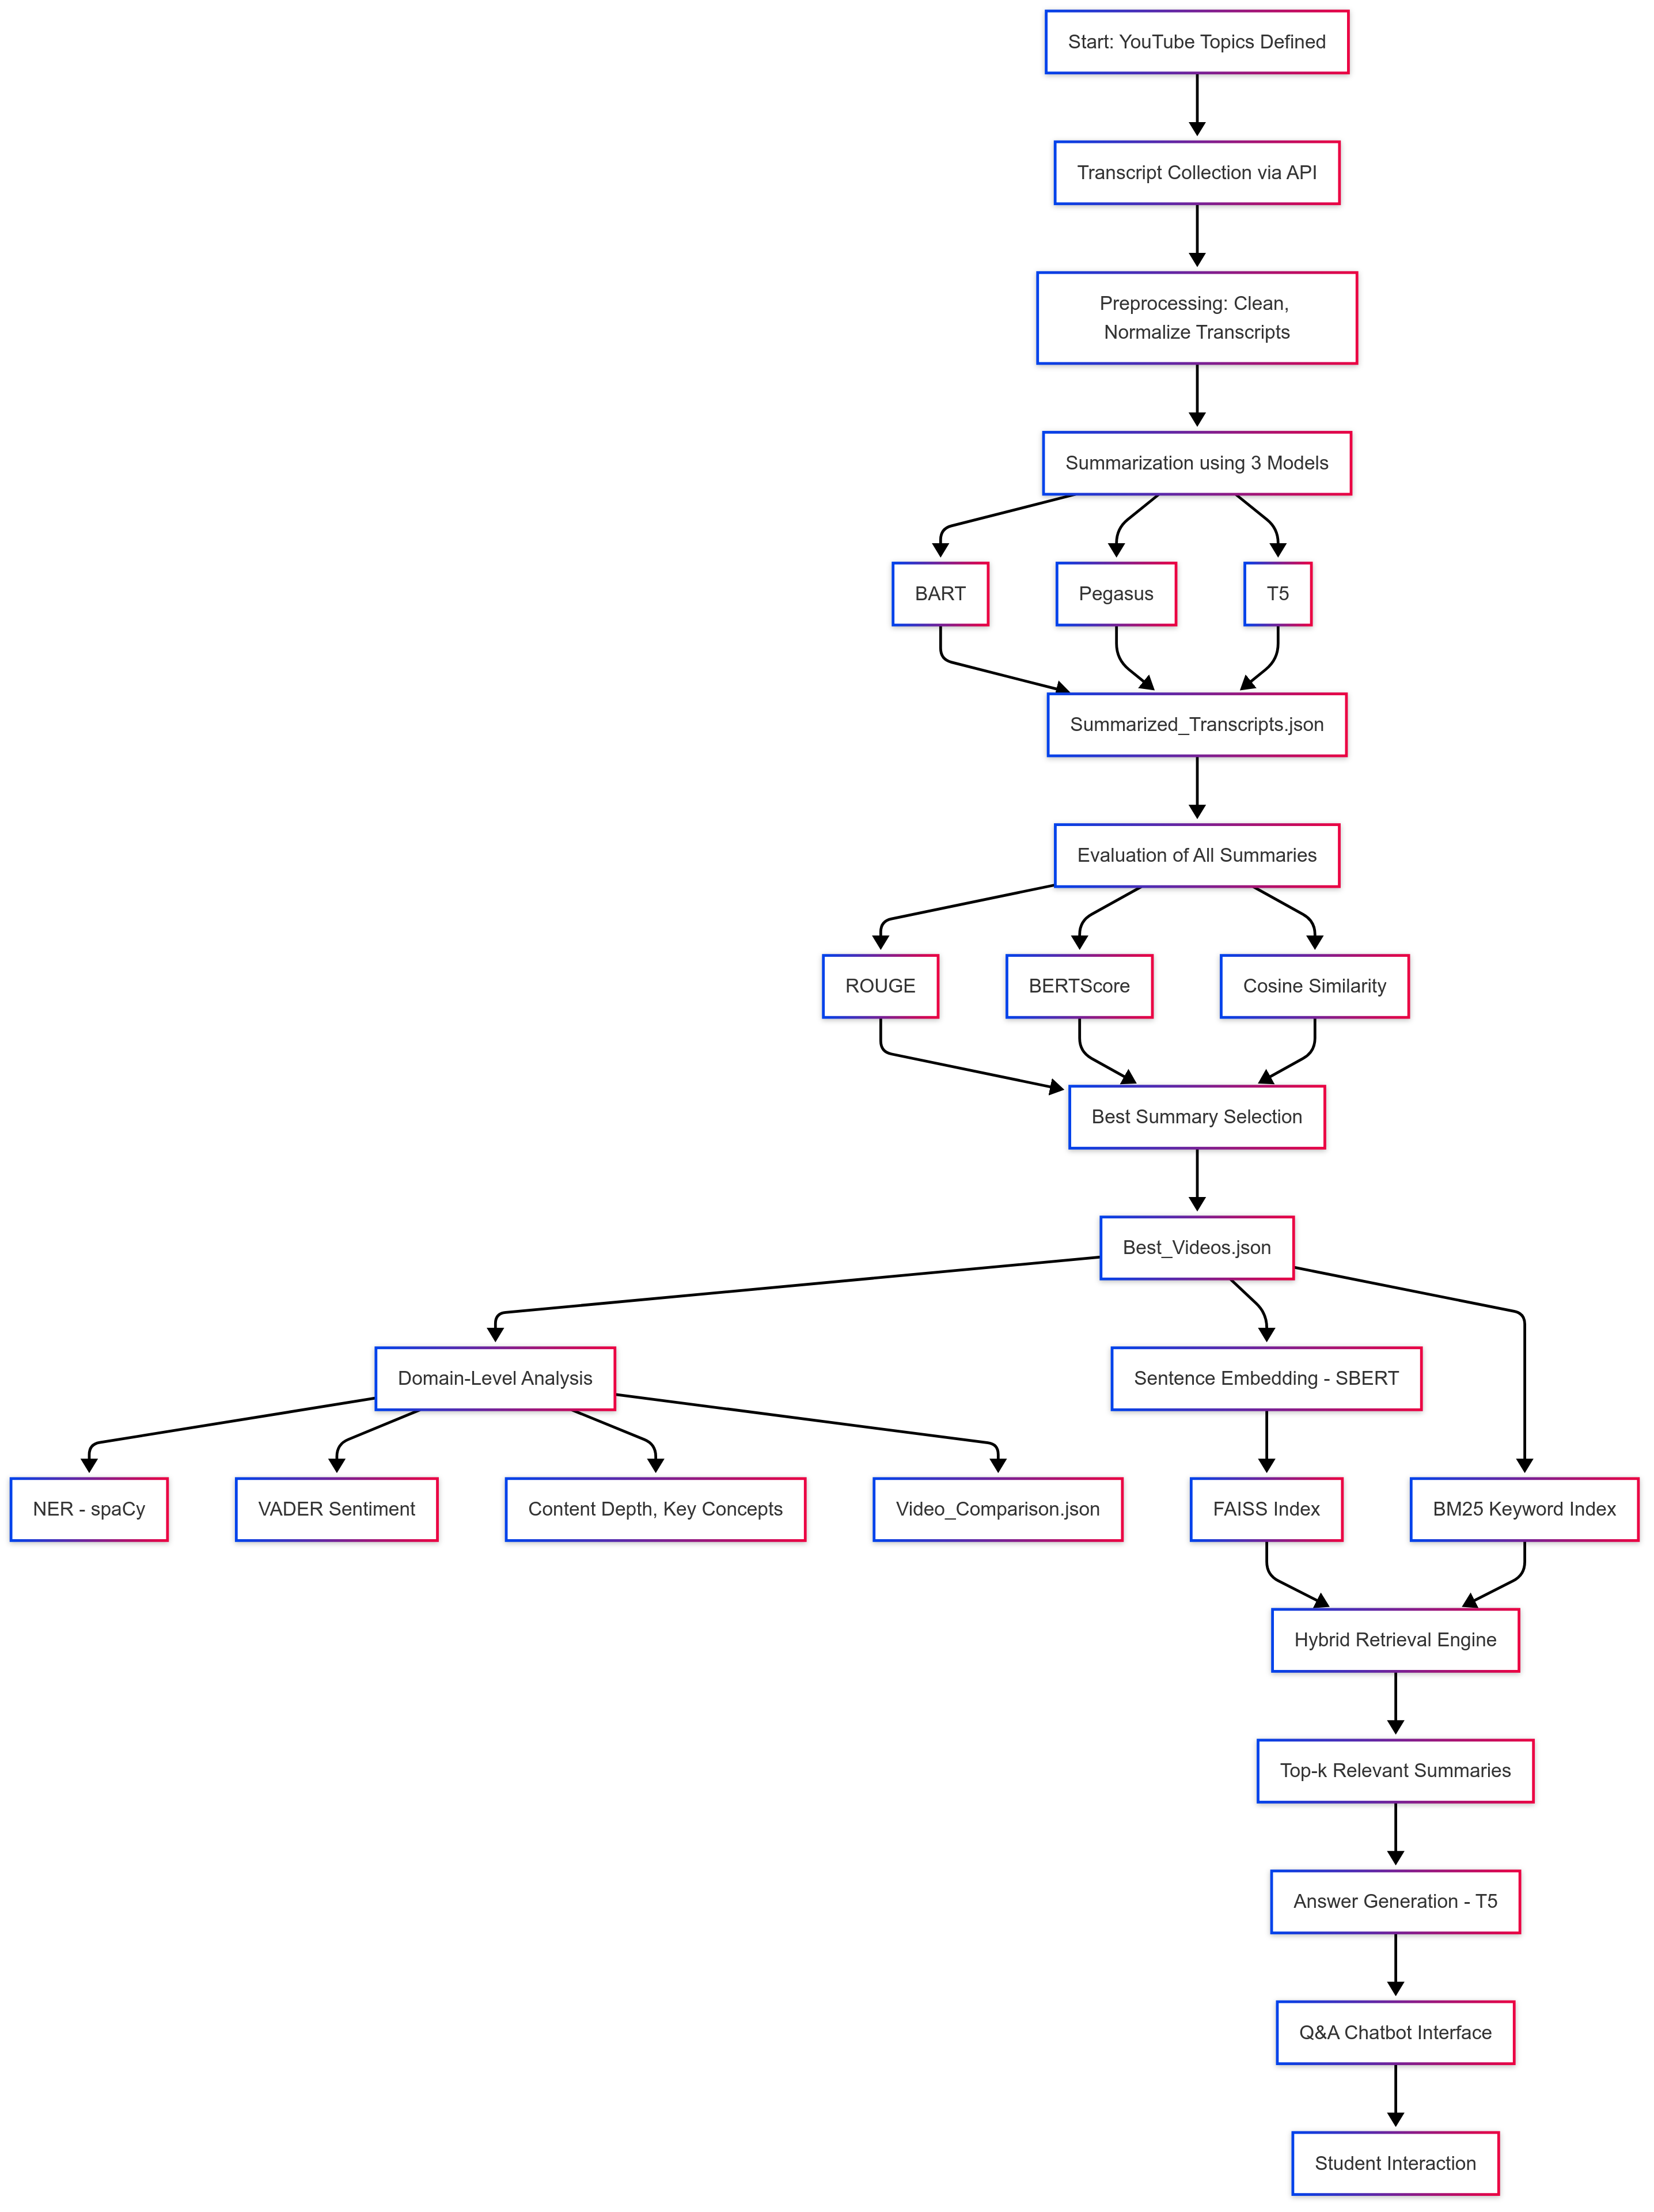 Start: YouTube Topics Defined
Transcript Collection via API
Preprocessing: Clean,
Normalize Transcripts
Summarization using 3 Models
BART
Pegasus
T5
Summarized_Transcripts.json
Evaluation of All Summaries
ROUGE
BERTScore
Cosine Similarity
Best Summary Selection
Best_Videos.json
Domain-Level Analysis
Sentence Embedding - SBERT
NER - spaCy
VADER Sentiment
Content Depth, Key Concepts
Video_Comparison.json
FAISS Index
BM25 Keyword Index
Hybrid Retrieval Engine
Top-k Relevant Summaries
Answer Generation - T5
Q&A Chatbot Interface
Student Interaction